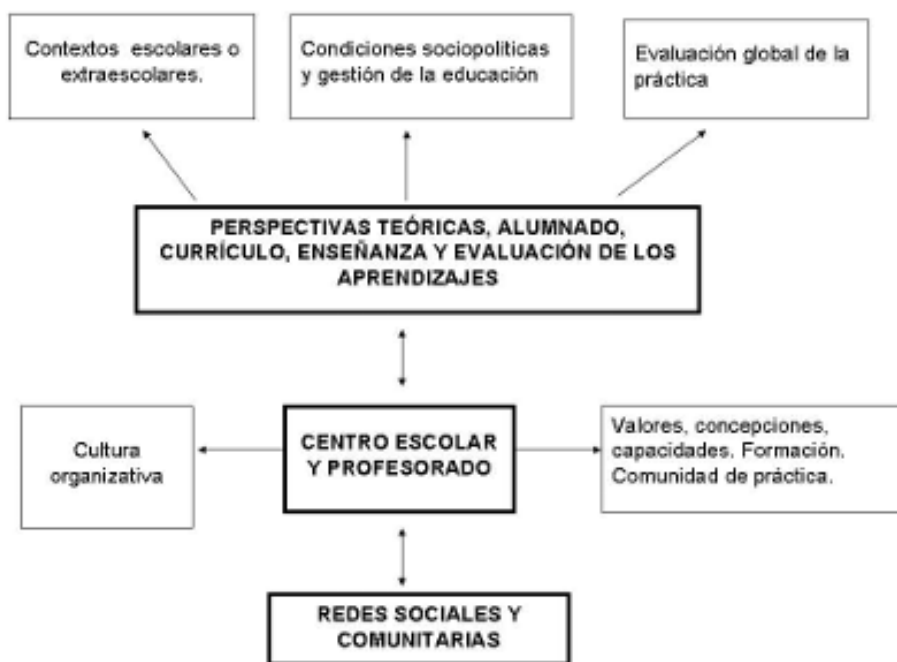 Contextos escolares o
extraescolares.
Condiciones sociopolíticas
y gestión de la educación
Evaluación global de la
práctica
PERSPECTIVAS TEÓRICAS, ALUMNADO,
CURRÍCULO, ENSEÑANZA Y EVALUACIÓN DE LOS
APRENDIZAJES
Cultura
organizativa
CENTRO ESCOLAR
Y PROFESORADO
Valores, concepciones,
capacidades. Formación.
Comunidad de práctica.
REDES SOCIALES Y
COMUNITARIAS